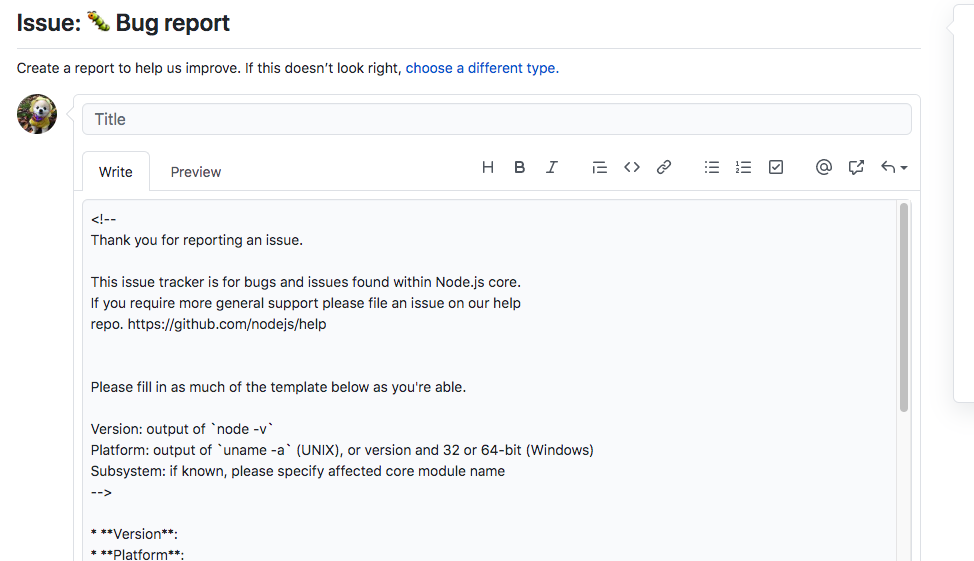 Issue: 🐛 Bug report
Create a report to help us improve. If this doesn’t look right, choose a different type.
Title
Write
Preview
<!--
Thank you for reporting an issue.
This issue tracker is for bugs and issues found within Node.js core.
If you require more general support please file an issue on our help
repo. https://github.com/nodejs/help
Please fill in as much of the template below as you're able.
Version: output of `node -v`
Platform: output of `uname -a` (UNIX), or version and 32 or 64-bit (Windows)
Subsystem: if known, please specify affected core module name
-->
* **Version**:
* **Platform**: